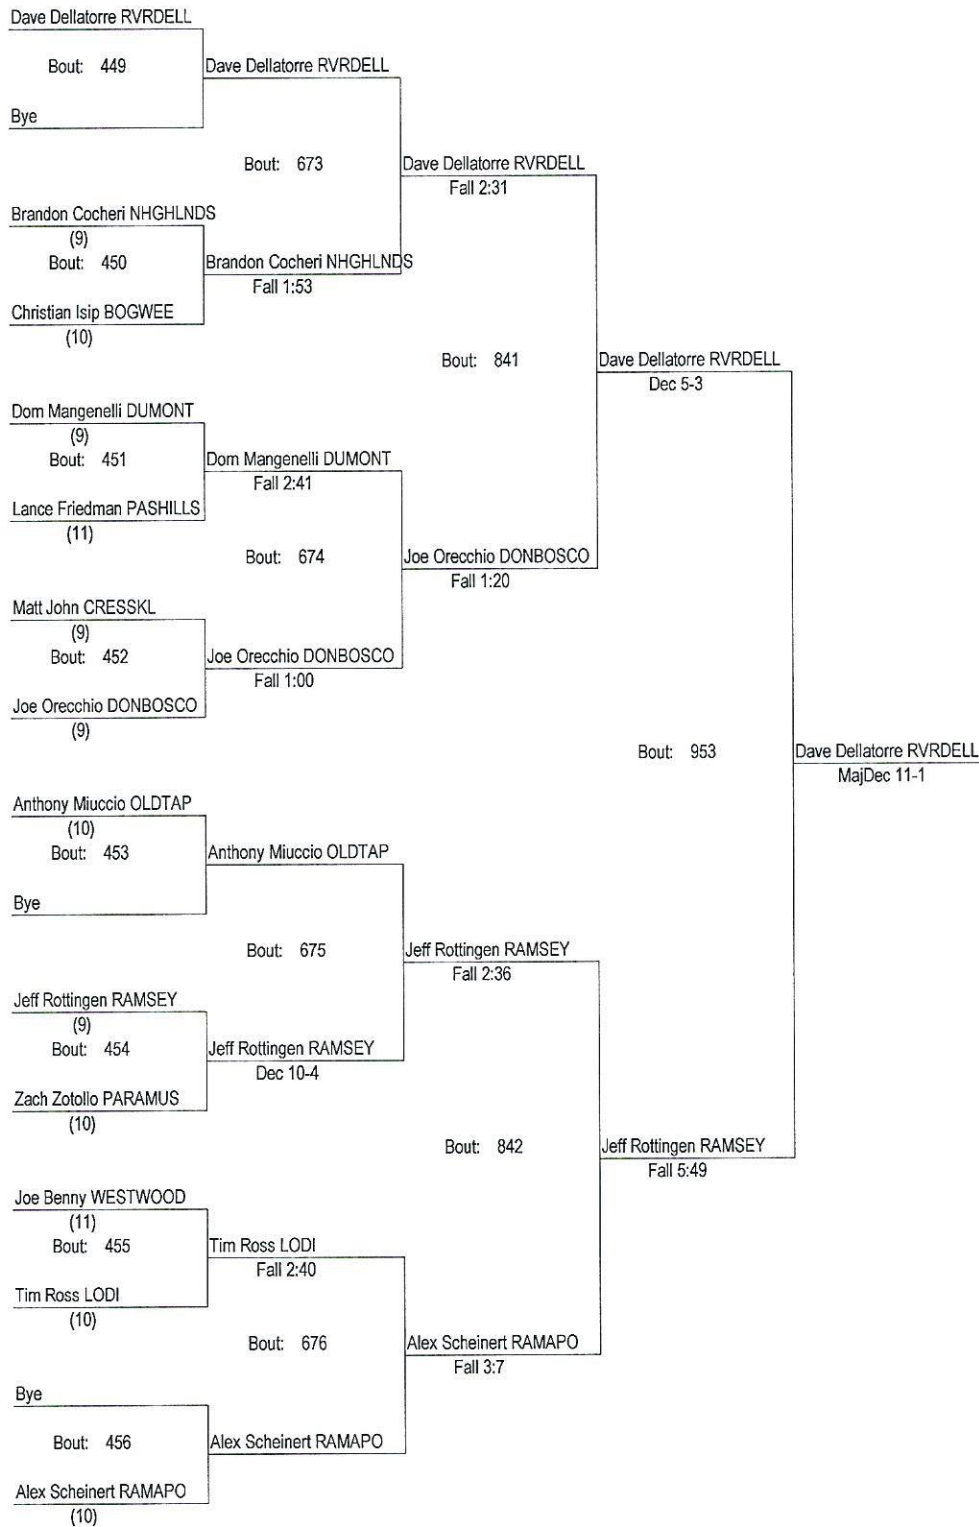 Dave Dellatorre RVRDELL
Bout: 449
Dave Dellatorre RVRDELL
Bye
Bout: 673
Dave Dellatorre RVRDELL
Fall 2:31
Brandon Cocheri NHGHLNDS
(9)
Bout: 450
Brandon Cocheri NHGHLNDS
Fall 1:53
Christian Isip BOGWEE
(10)
Bout: 841
Dave Dellatorre RVRDELL
Dec 5-3
Dom Mangenelli DUMONT
(9)
Bout: 451
Dom Mangenelli DUMONT
Fall 2:41
Lance Friedman PASHILLS
(11)
Bout: 674
Joe Orecchio DONBOSCO
Fall 1:20
Matt John CRESSKL
(9)
Bout: 452
Joe Orecchio DONBOSCO
Fall 1:00
Joe Orecchio DONBOSCO
(9)
Bout: 953
Dave Dellatorre RVRDELL
MajDec 11-1
Anthony Miuccio OLDTAP
(10)
Bout: 453
Anthony Miuccio OLDTAP
Bye
Bout: 675
Jeff Rottingen RAMSEY
Fall 2:36
Jeff Rottingen RAMSEY
(9)
Bout: 454
Jeff Rottingen RAMSEY
Dec 10-4
Zach Zotollo PARAMUS
(10)
Bout: 842
Jeff Rottingen RAMSEY
Fall 5:49
Joe Benny WESTWOOD
(11)
Bout: 455
Tim Ross LODI
Fall 2:40
Tim Ross LODI
(10)
Bout: 676
Alex Scheinert RAMAPO
Fall 3:7
Bye
Bout: 456
Alex Scheinert RAMAPO
Alex Scheinert RAMAPO
(10)